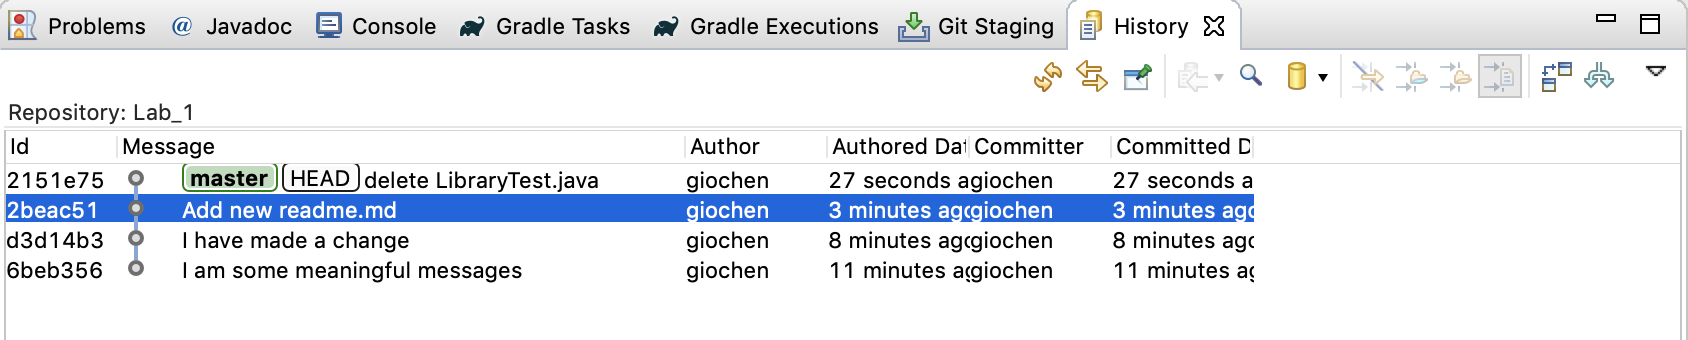 Problems @ Javadoc Console Gradle Tasks Gradle Executions Git Staging History
Repository: Lab_1
Id Message Author Authored Dat Committer Committed D
2151e75 master HEAD delete LibraryTest.java giochen 27 seconds ag giochen 27 seconds a
2beac51 Add new readme.md giochen 3 minutes ago giochen 3 minutes ago
d3d14b3 I have made a change giochen 8 minutes ago giochen 8 minutes ago
6beb356 I am some meaningful messages giochen 11 minutes ag giochen 11 minutes ag